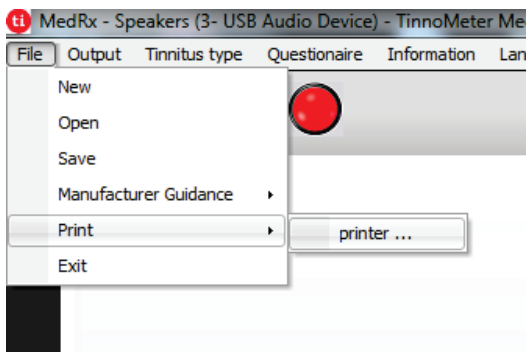 ti MedRx - Speakers (3- USB Audio Device) - TinnoMeter Me
File Output Tinnitus type Questionaire Information Lan
New
Open
Save
Manufacturer Guidance
Print
printer ...
Exit